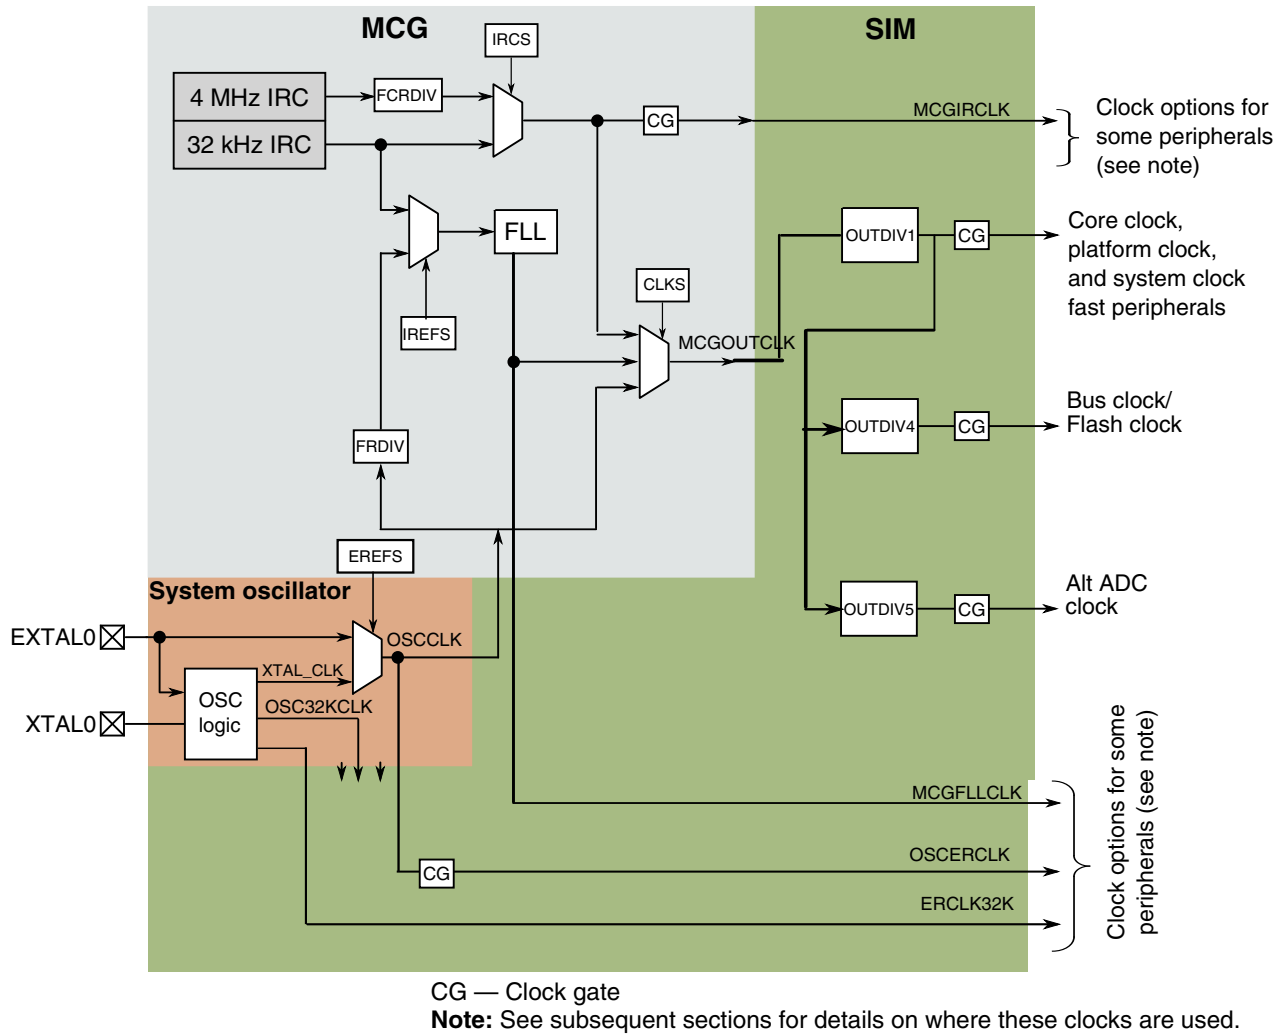 MCG
SIM
IRCS
4 MHz IRC
FCRDIV
32 kHz IRC
CG
MCGIRCLK
Clock options for
some peripherals
(see note)
FLL
OUTDIV1
CG
Core clock,
platform clock,
and system clock
fast peripherals
IREFS
CLKS
MCGOUTCLK
FRDIV
OUTDIV4
CG
Bus clock/
Flash clock
EREFS
System oscillator
OUTDIV5
CG
Alt ADC
clock
EXTAL0
OSCCLK
XTAL_CLK
OSC
logic
OSC32KCLK
XTAL0
MCGFLLCLK
CG
OSCERCLK
ERCLK32K
Clock options for some
peripherals (see note)
CG — Clock gate
Note: See subsequent sections for details on where these clocks are used.